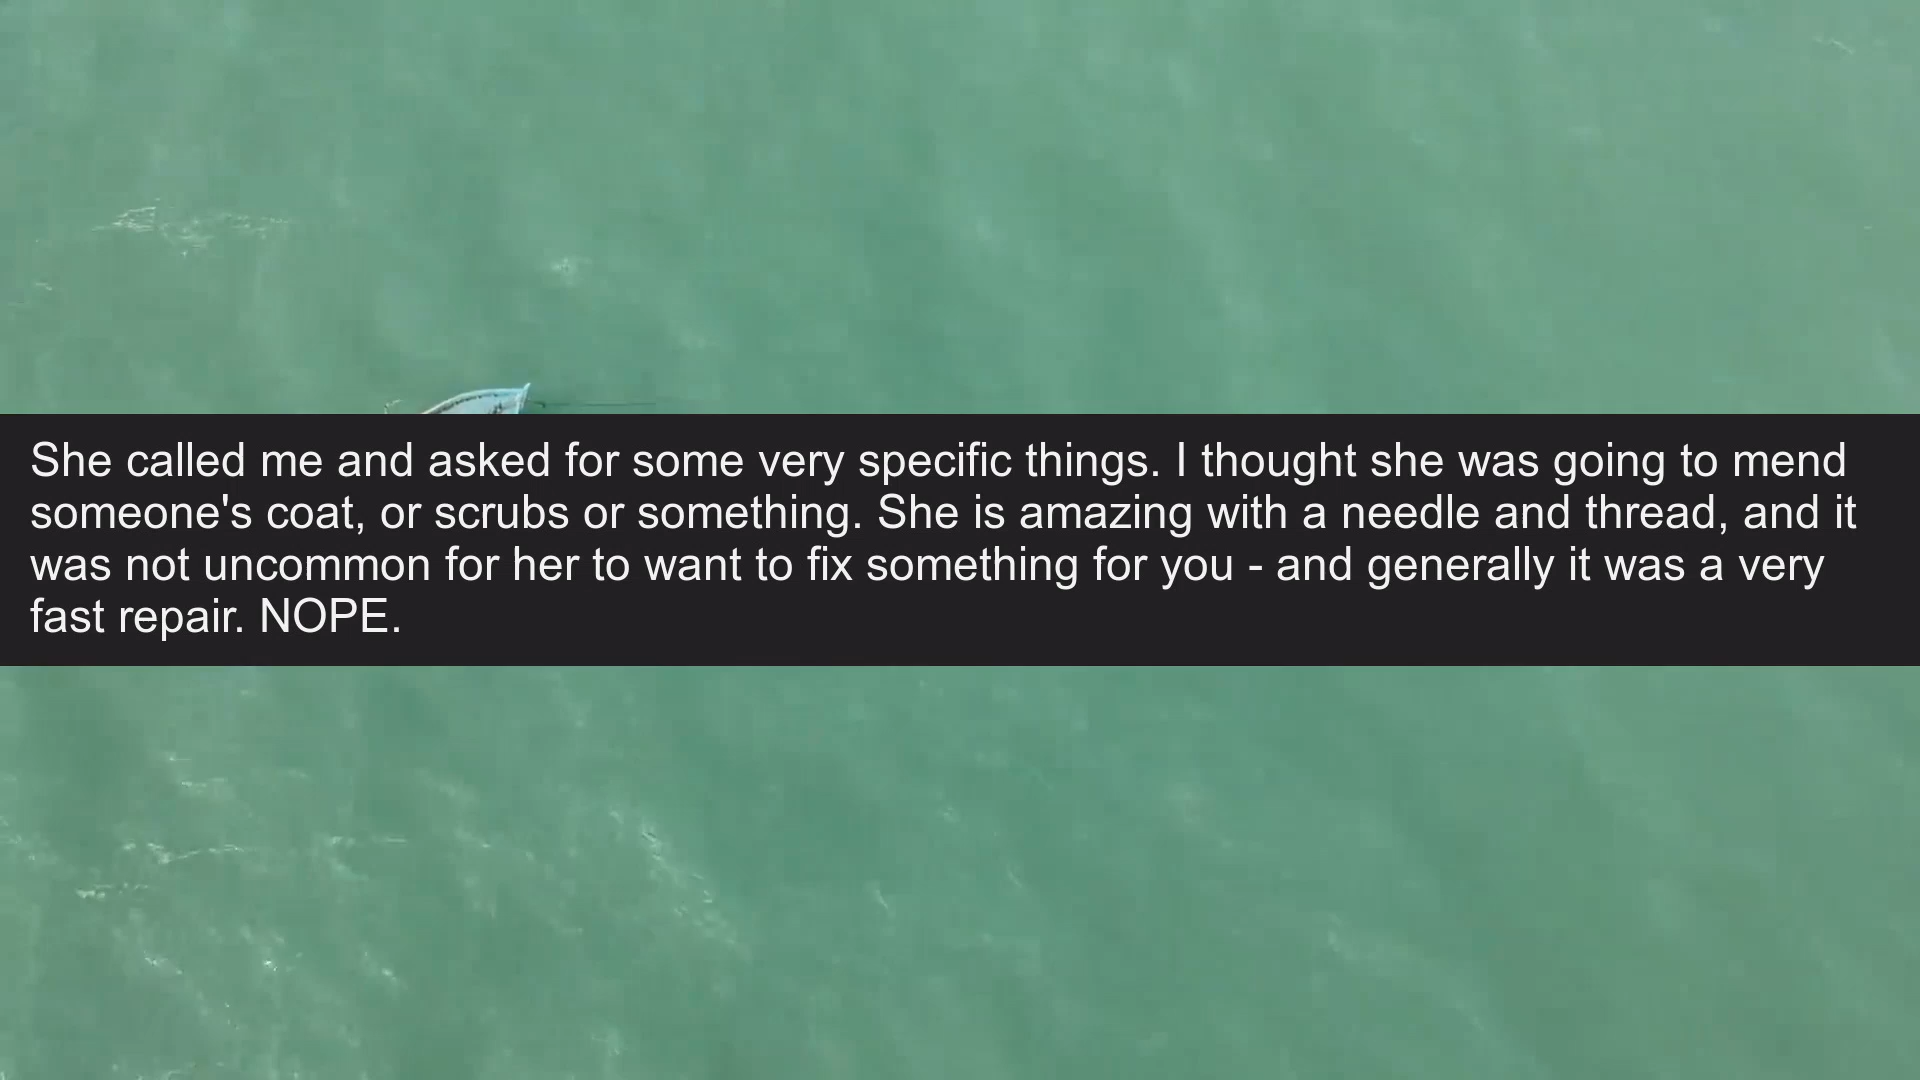 She called me and asked for some very specific things. I thought she was going to mend
someone's coat, or scrubs or something. She is amazing with a needle and thread, and it
was not uncommon for her to want to fix something for you - and generally it was a very
fast repair. NOPE.